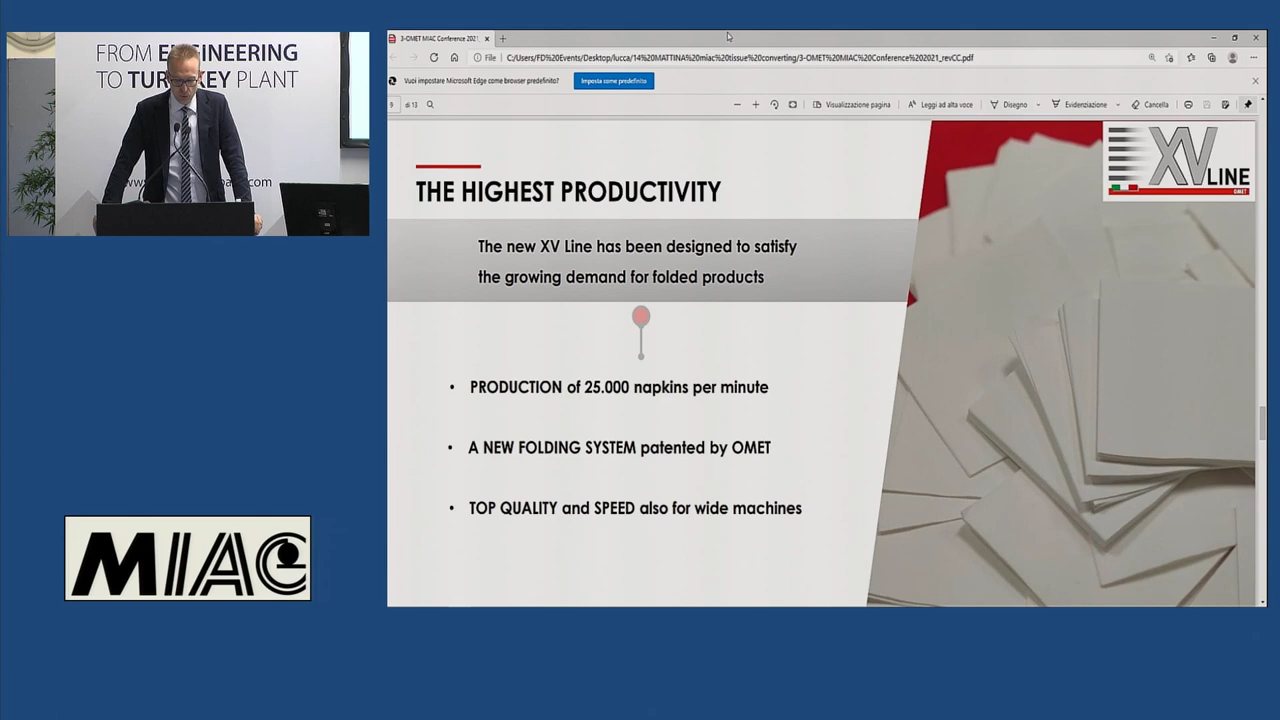 FROM ENGINEERING
TO TURNKEY PLANT
.com
MIAC
3-OMET MIAC Conference 2021_
File
C:/Users/FD%20Events/Desktop/lucca/14%20MATTINA%20miac%20tissue%20converting/3-OMET%20MIAC%20Conference%202021_revCC.pdf
Vuoi impostare Microsoft Edge come browser predefinito?
Imposta come predefinito
9 di 13
Visualizzazione pagina
Leggi ad alta voce
Disegno
Evidenziazione
Cancella
XV LINE
OMET
THE HIGHEST PRODUCTIVITY
The new XV Line has been designed to satisfy
the growing demand for folded products
• PRODUCTION of 25.000 napkins per minute
• A NEW FOLDING SYSTEM patented by OMET
• TOP QUALITY and SPEED also for wide machines